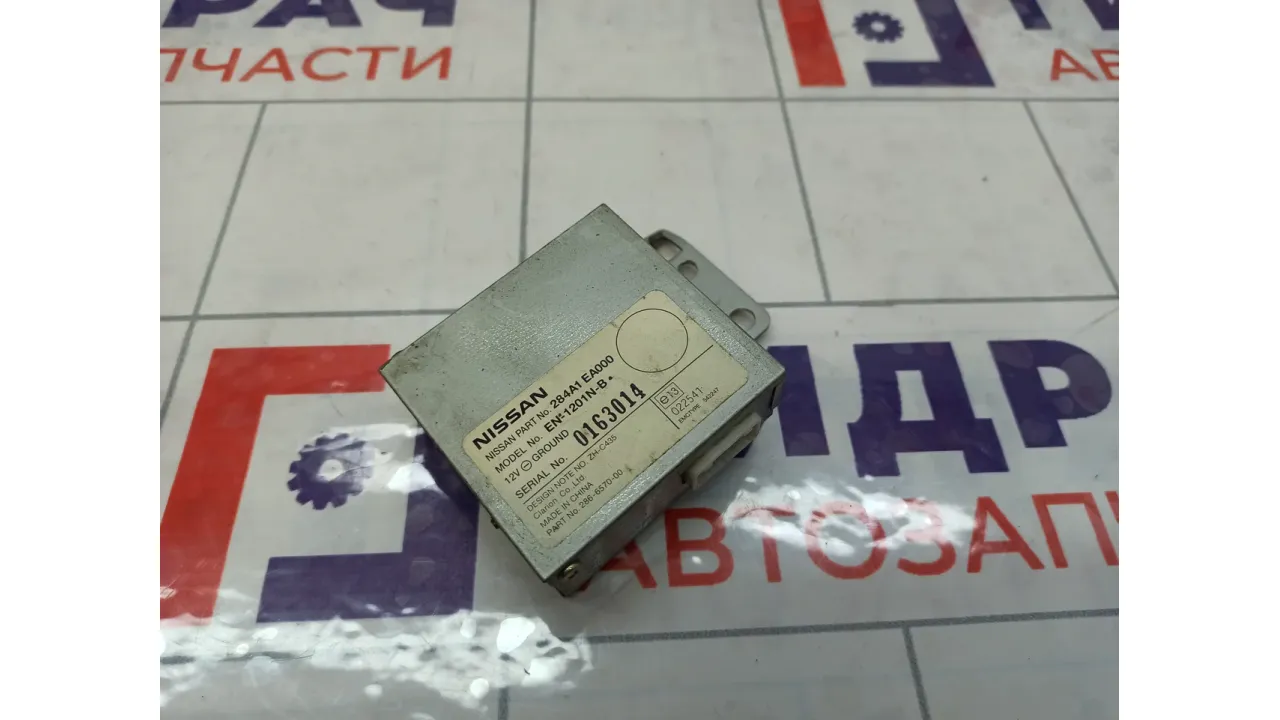 РАЧ
ПЧАСТИ
АВ
NISSAN
NISSAN PART No. 284A1 EA000
MODEL No. EN-1201N-B
12V ⊖ GROUND
SERIAL No. 0163014
DESIGN NOTE NO. ZH-C435
Clarion Co., Ltd
MADE IN CHINA
PART No. 286-6570-00
e13
022541
ИДР
АВТОЗАП